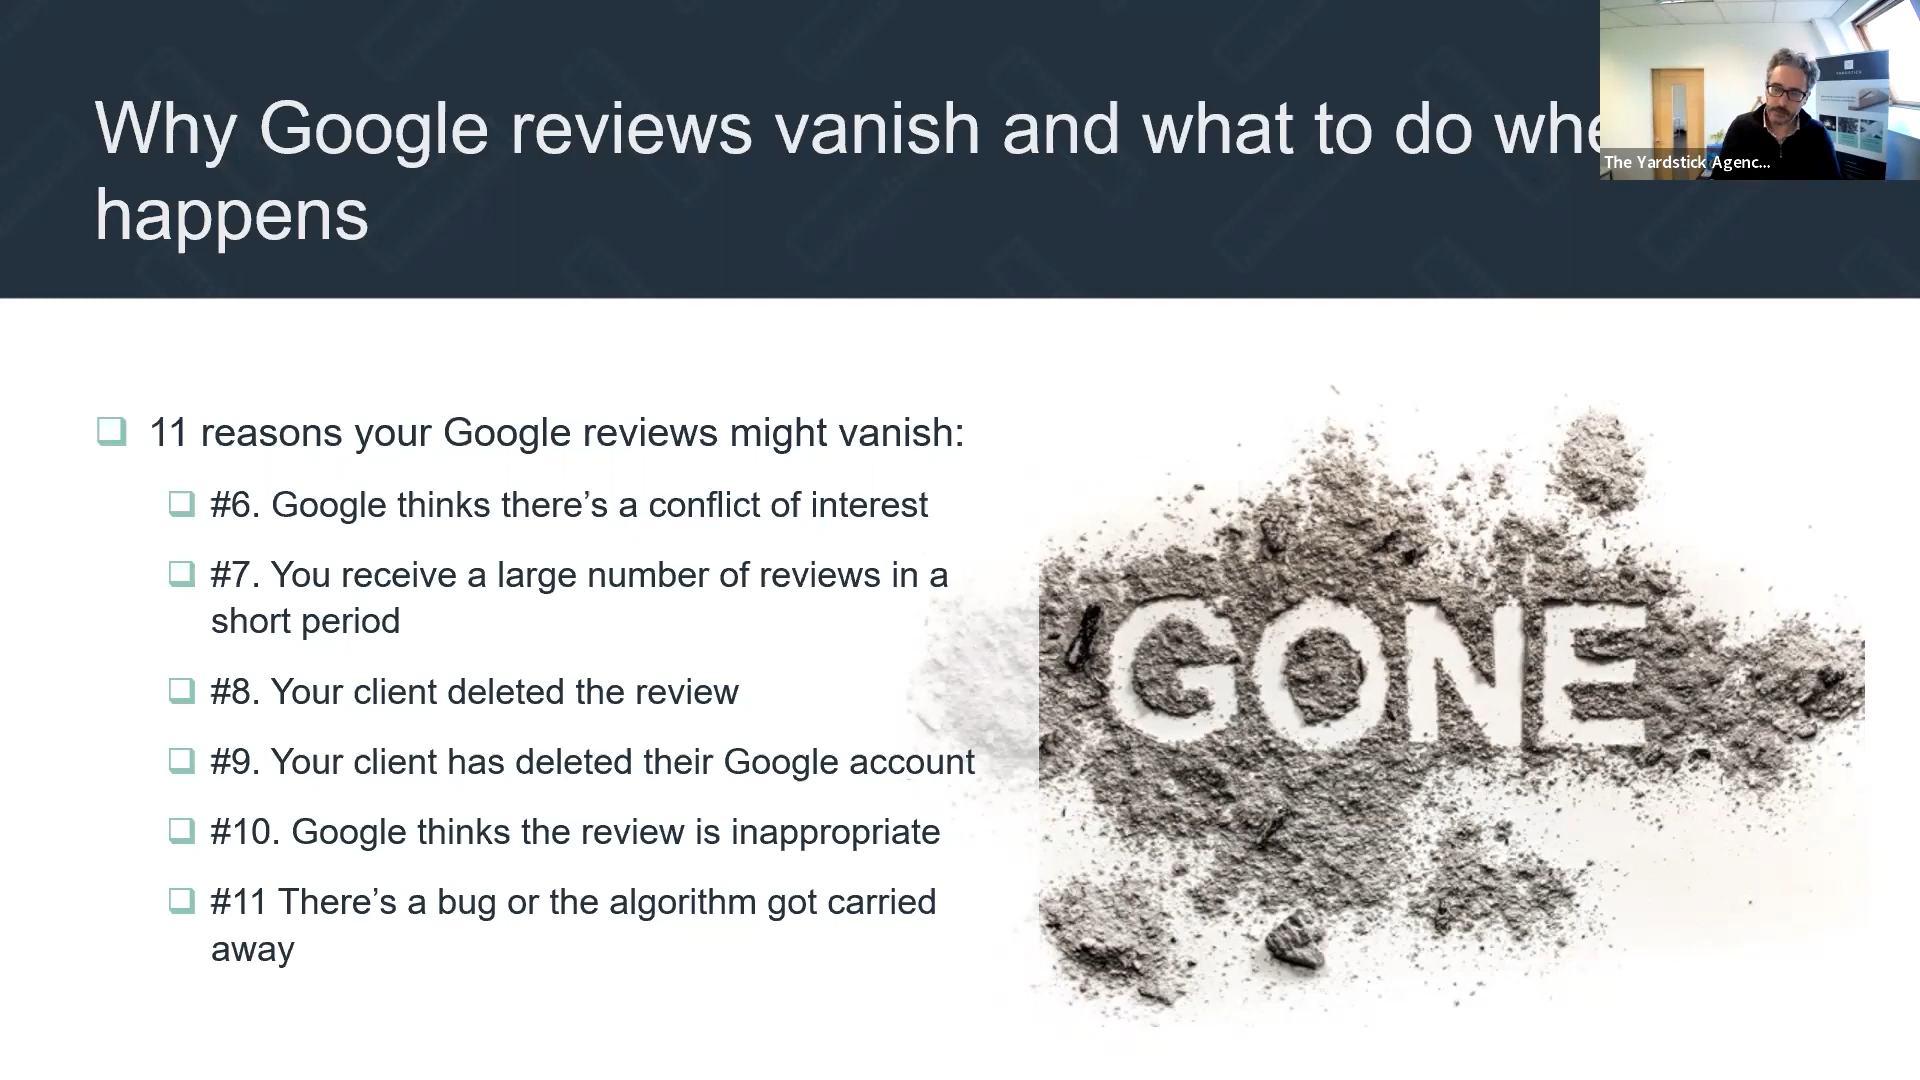 Why Google reviews vanish and what to do
happens
The Yardstick Agenc...
YARDSTICK
11 reasons your Google reviews might vanish:
#6. Google thinks there’s a conflict of interest
#7. You receive a large number of reviews in a
short period
#8. Your client deleted the review
#9. Your client has deleted their Google account
#10. Google thinks the review is inappropriate
#11 There’s a bug or the algorithm got carried
away
GONE